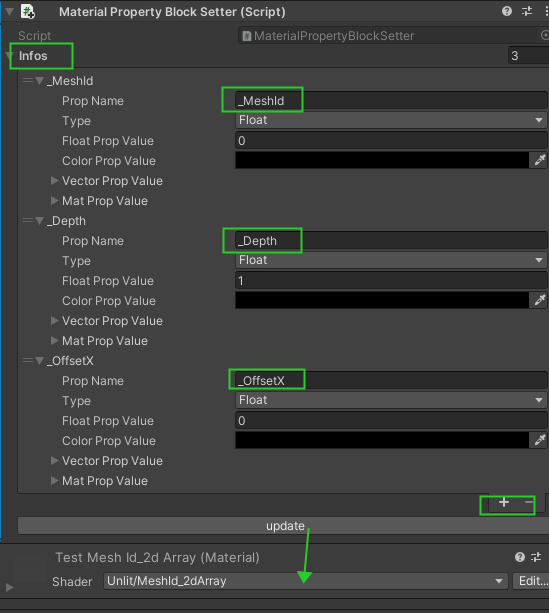 Material Property Block Setter (Script)
Script MaterialPropertyBlockSetter
Infos 3
_MeshId
Prop Name _MeshId
Type Float
Float Prop Value 0
Color Prop Value
Vector Prop Value
Mat Prop Value
_Depth
Prop Name _Depth
Type Float
Float Prop Value 1
Color Prop Value
Vector Prop Value
Mat Prop Value
_OffsetX
Prop Name _OffsetX
Type Float
Float Prop Value 0
Color Prop Value
Vector Prop Value
Mat Prop Value
+ −
update
Test Mesh Id_2d Array (Material)
Shader Unlit/MeshId_2dArray Edit...